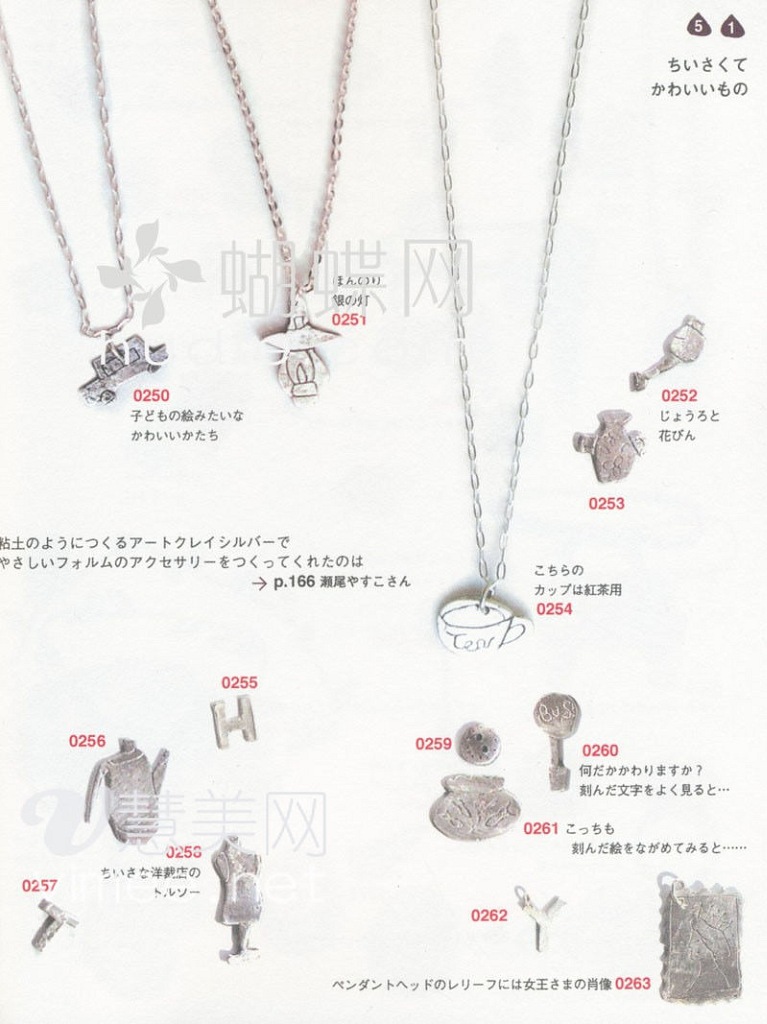 5 1
ちいさくて
かわいいもの
蝴蝶网
ほんのり
銀の灯
0251
0250
子どもの絵みたいな
かわいいかたち
0252
じょうろと
花びん
0253
粘土のようにつくるアートクレイシルバーで
やさしいフォルムのアクセサリーをつくってくれたのは
→ p.166 瀬尾やすこさん
こちらの
カップは紅茶用
0254
Tea
0255
0256
0259
BUS
0260
何だかかわりますか？
刻んだ文字をよく見ると…
0261 こっちも
刻んだ絵をながめてみると……
慧美网
0258
ちいさな洋裁店の
トルソー
0257
0262
ペンダントヘッドのレリーフには女王さまの肖像 0263